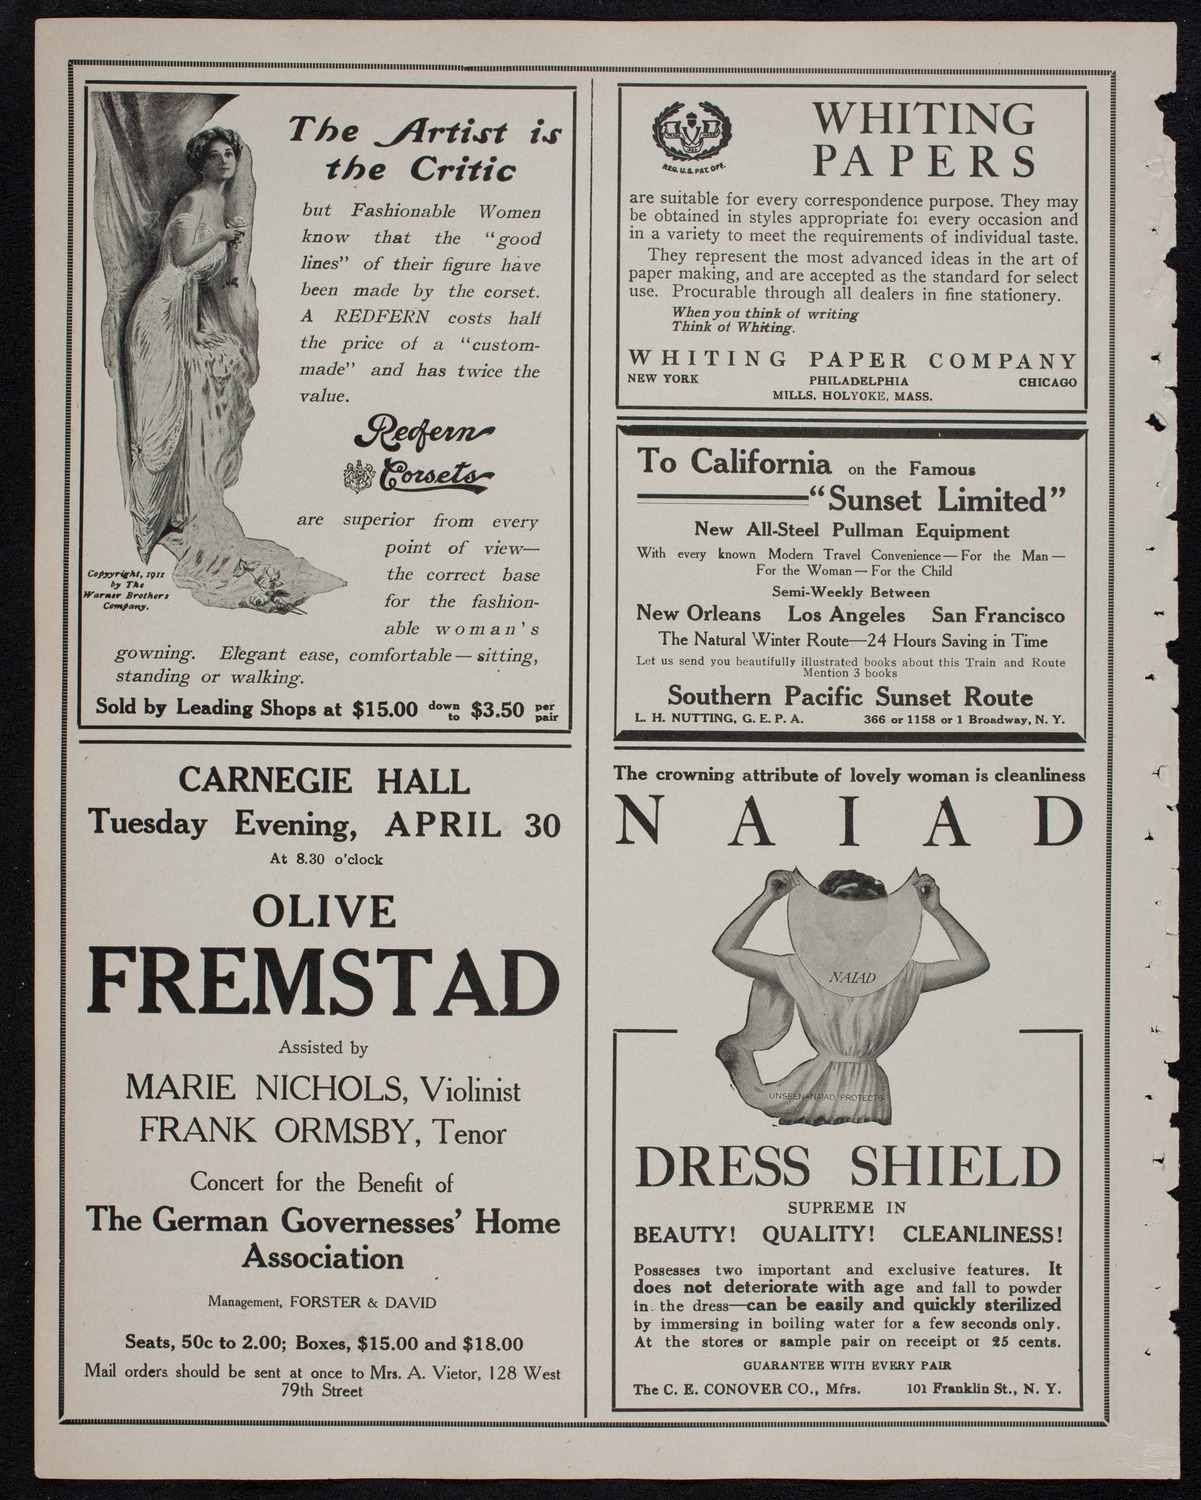 The Artist is
the Critic
but Fashionable Women
know that the "good
lines" of their figure have
been made by the corset.
A REDFERN costs half
the price of a "custom-
made" and has twice the
value.
Redfern
Corsets
are superior from every
point of view—
the correct base
for the fashion-
able woman's
gowning. Elegant ease, comfortable—sitting,
standing or walking.
Copyright, 1911
by The
Warner Brothers
Company.
Sold by Leading Shops at $15.00 down to $3.50 per pair
CARNEGIE HALL
Tuesday Evening, APRIL 30
At 8.30 o'clock
OLIVE
FREMSTAD
Assisted by
MARIE NICHOLS, Violinist
FRANK ORMSBY, Tenor
Concert for the Benefit of
The German Governesses' Home
Association
Management, FORSTER & DAVID
Seats, 50c to 2.00; Boxes, $15.00 and $18.00
Mail orders should be sent at once to Mrs. A. Vietor, 128 West
79th Street
REG. U.S. PAT. OFF.
WHITING
PAPERS
are suitable for every correspondence purpose. They may
be obtained in styles appropriate for every occasion and
in a variety to meet the requirements of individual taste.
They represent the most advanced ideas in the art of
paper making, and are accepted as the standard for select
use. Procurable through all dealers in fine stationery.
When you think of writing
Think of Whiting.
WHITING PAPER COMPANY
NEW YORK PHILADELPHIA CHICAGO
MILLS, HOLYOKE, MASS.
To California on the Famous
"Sunset Limited"
New All-Steel Pullman Equipment
With every known Modern Travel Convenience—For the Man—
For the Woman—For the Child
Semi-Weekly Between
New Orleans Los Angeles San Francisco
The Natural Winter Route—24 Hours Saving in Time
Let us send you beautifully illustrated books about this Train and Route
Mention 3 books
Southern Pacific Sunset Route
L. H. NUTTING, G. E. P. A. 366 or 1158 or 1 Broadway, N. Y.
The crowning attribute of lovely woman is cleanliness
NAIAD
NAIAD
UNSEEN-NAIAD PROTECTS
DRESS SHIELD
SUPREME IN
BEAUTY! QUALITY! CLEANLINESS!
Possesses two important and exclusive features. It
does not deteriorate with age and fall to powder
in the dress—can be easily and quickly sterilized
by immersing in boiling water for a few seconds only.
At the stores or sample pair on receipt of 25 cents.
GUARANTEE WITH EVERY PAIR
The C. E. CONOVER CO., Mfrs. 101 Franklin St., N. Y.